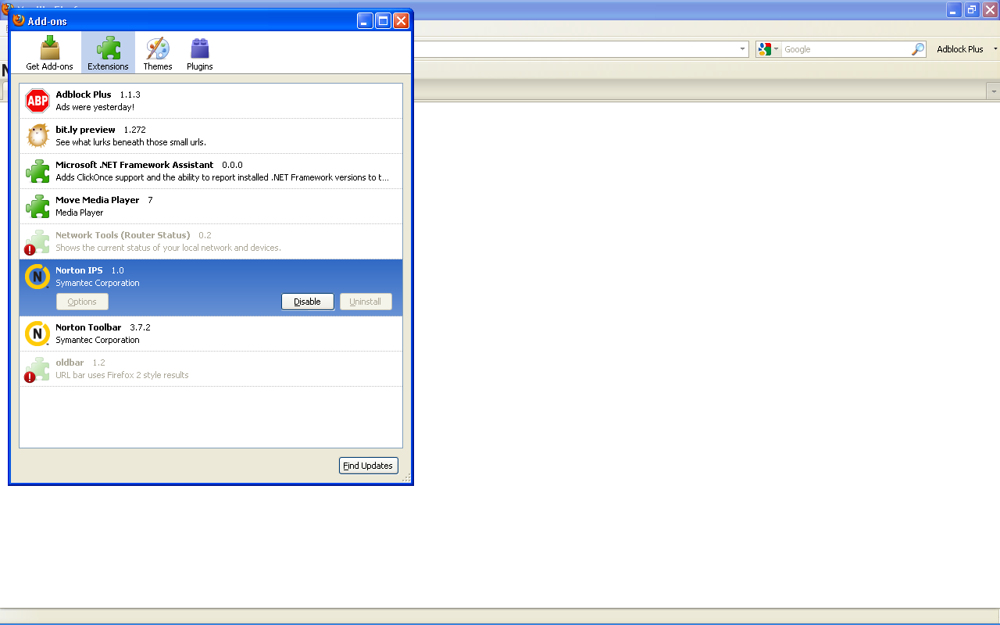 Add-ons
Get Add-ons
Extensions
Themes
Plugins
Google
Adblock Plus
ABP
Adblock Plus 1.1.3
Ads were yesterday!
bit.ly preview 1.272
See what lurks beneath those small urls.
Microsoft .NET Framework Assistant 0.0.0
Adds ClickOnce support and the ability to report installed .NET Framework versions to t...
Move Media Player 7
Media Player
Network Tools (Router Status) 0.2
Shows the current status of your local network and devices.
N
Norton IPS 1.0
Symantec Corporation
Options
Disable
Uninstall
N
Norton Toolbar 3.7.2
Symantec Corporation
oldbar 1.2
URL bar uses Firefox 2 style results
Find Updates